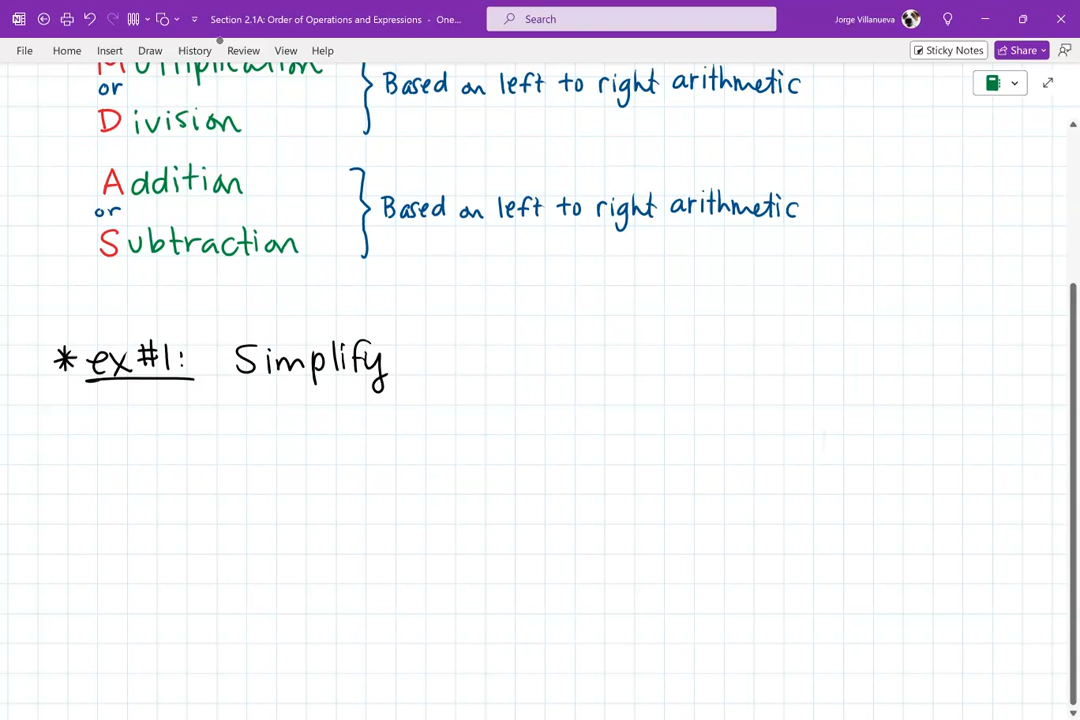 Section 2.1A: Order of Operations and Expressions - One...
Search
Jorge Villanueva
File Home Insert Draw History Review View Help
Sticky Notes
Share
Multiplication
or
Division
Based on left to right arithmetic
Addition
or
Subtraction
Based on left to right arithmetic
* ex #1: Simplify